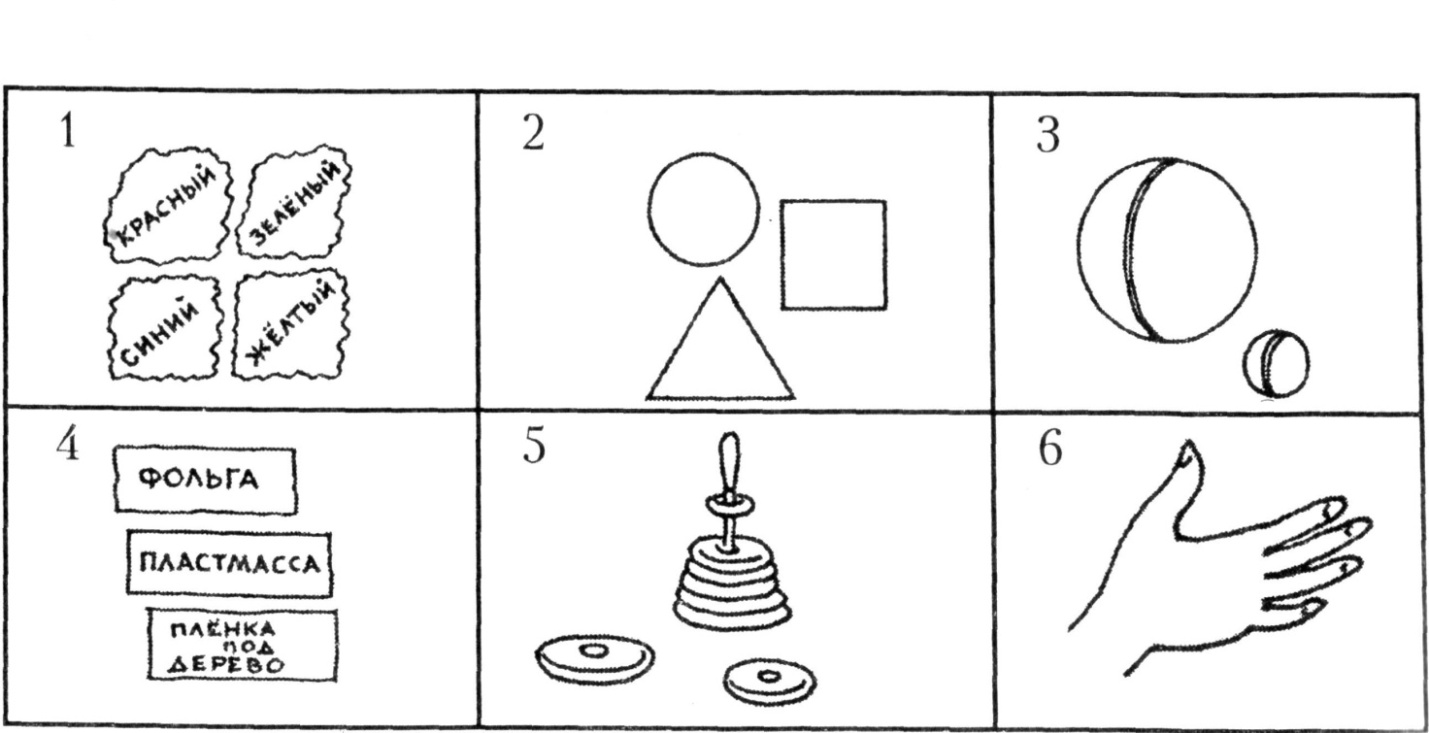 1
КРАСНЫЙ
ЗЕЛЁНЫЙ
СИНИЙ
ЖЁЛТЫЙ
2
3
4
ФОЛЬГА
ПЛАСТМАССА
ПЛЁНКА
ПОД
ДЕРЕВО
5
6